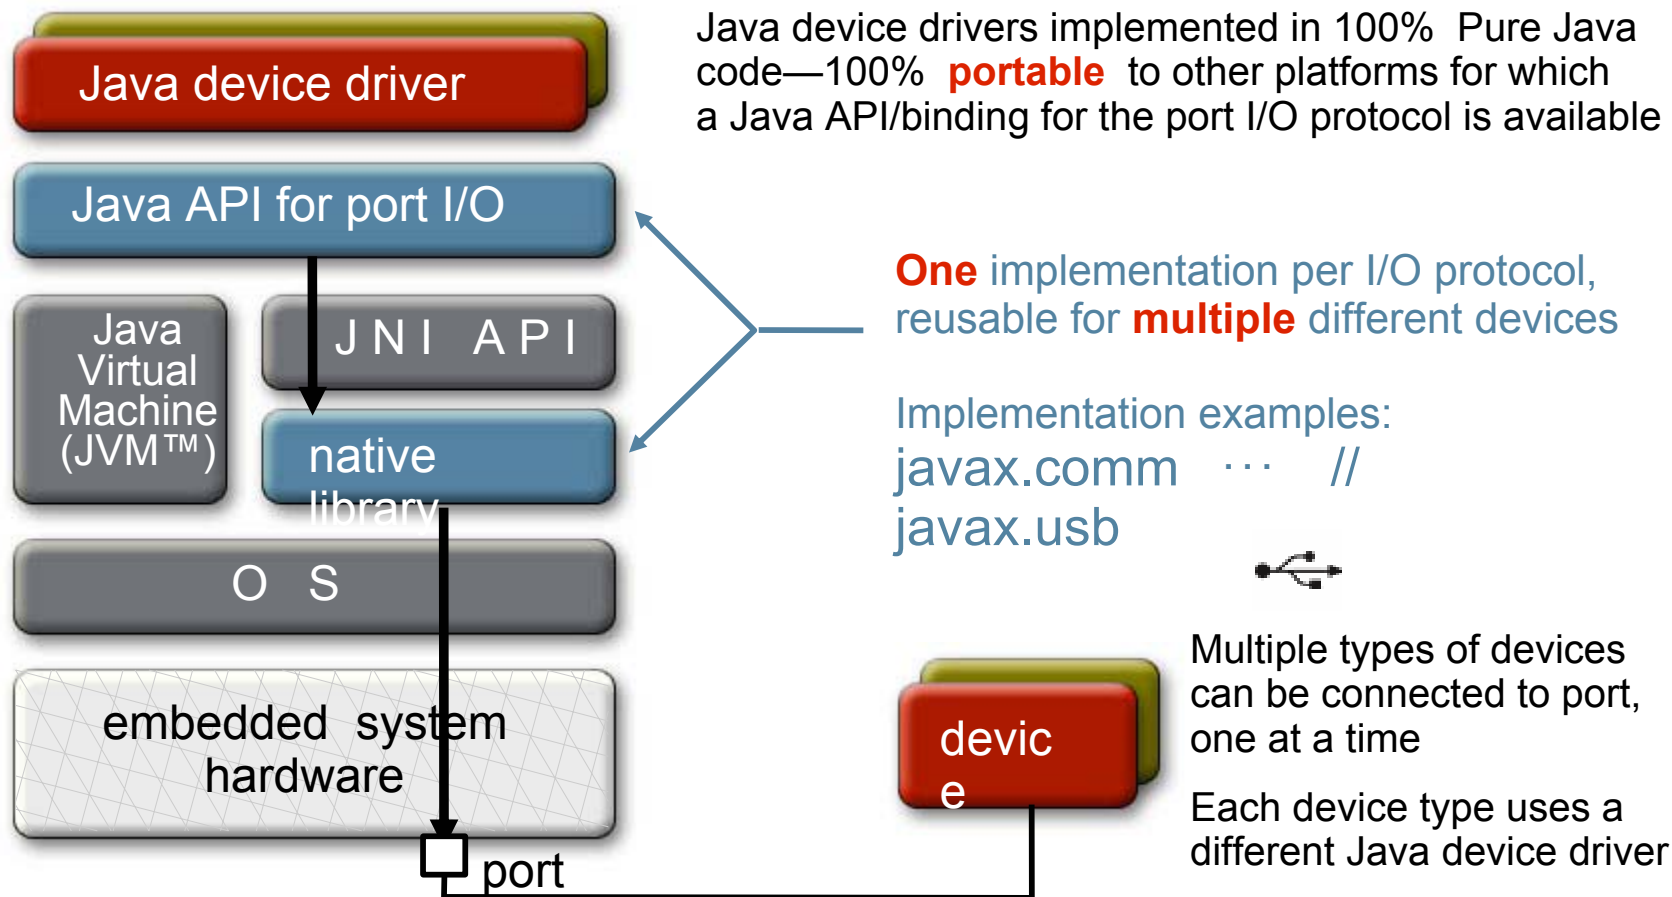 Java device driver
Java device drivers implemented in 100% Pure Java
code—100% portable to other platforms for which
a Java API/binding for the port I/O protocol is available
Java API for port I/O
One implementation per I/O protocol,
reusable for multiple different devices
Java
Virtual
Machine
(JVM™)
JNI API
native
library
Implementation examples:
javax.comm ··· //
javax.usb
O S
embedded system
hardware
port
devic
e
Multiple types of devices
can be connected to port,
one at a time
Each device type uses a
different Java device driver